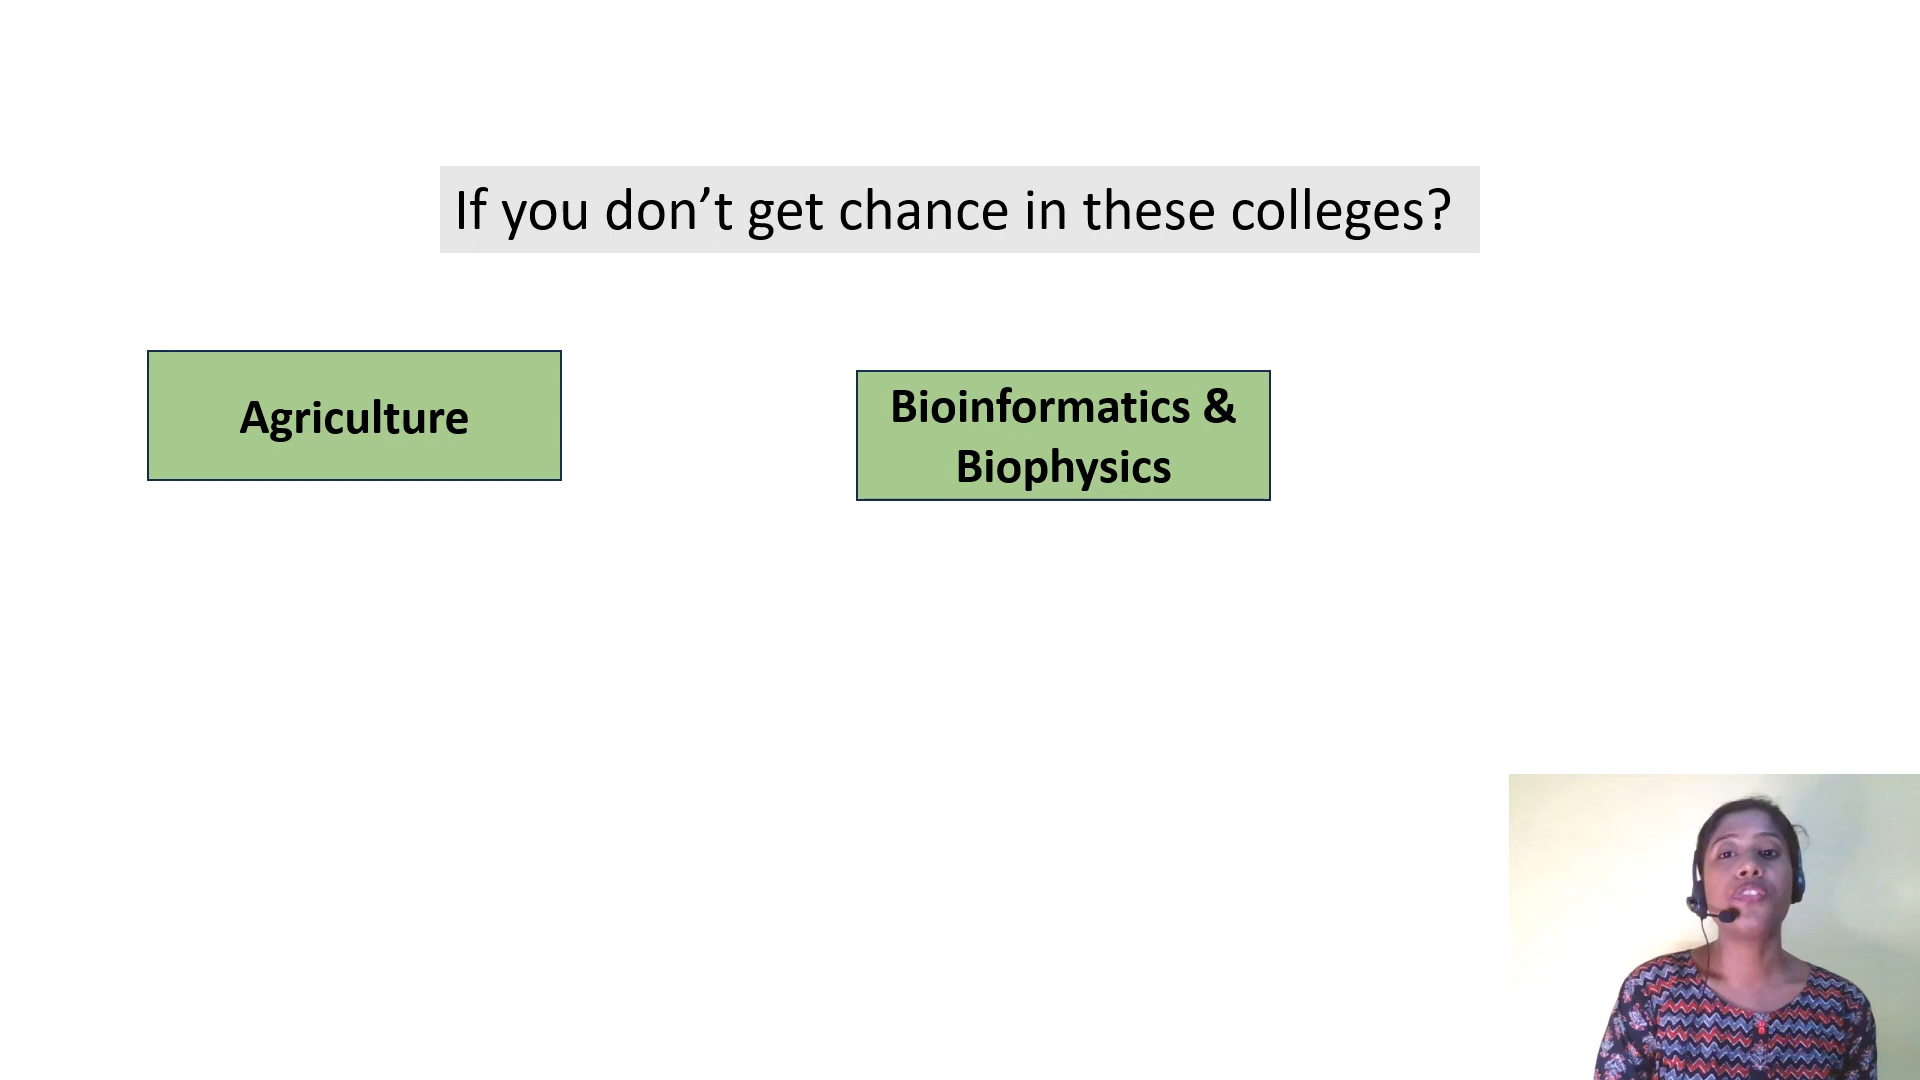 If you don’t get chance in these colleges?
Agriculture
Bioinformatics &
Biophysics